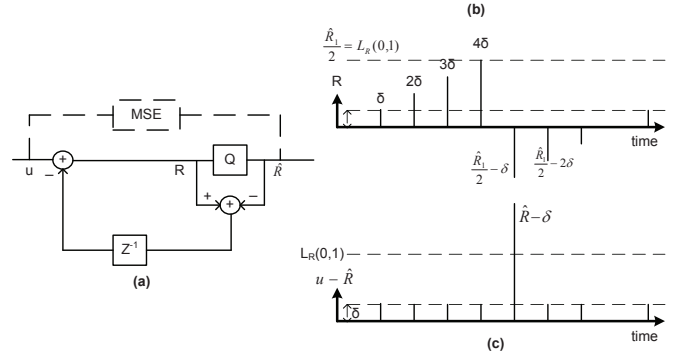 MSE
u
+
−
R
Q
R̂
+
−
+
Z⁻¹
(a)
(b)
R̂₁/2 = L_R(0,1)
R
δ
2δ
3δ
4δ
time
R̂₁/2 − δ
R̂₁/2 − 2δ
R̂ − δ
L_R(0,1)
u − R̂
δ
time
(c)